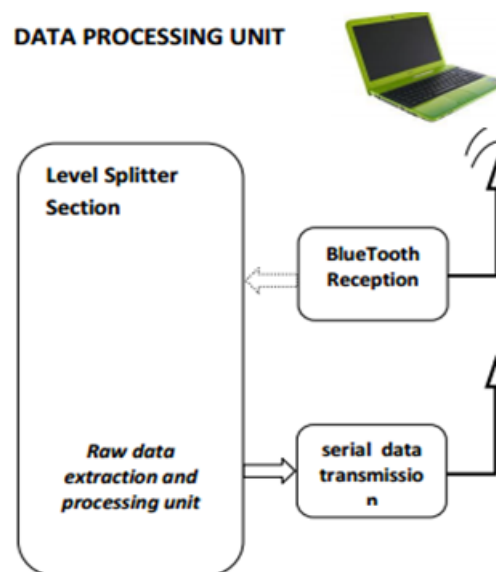 DATA PROCESSING UNIT
Level Splitter
Section
BlueTooth
Reception
Raw data
extraction and
processing unit
serial data
transmissio
n